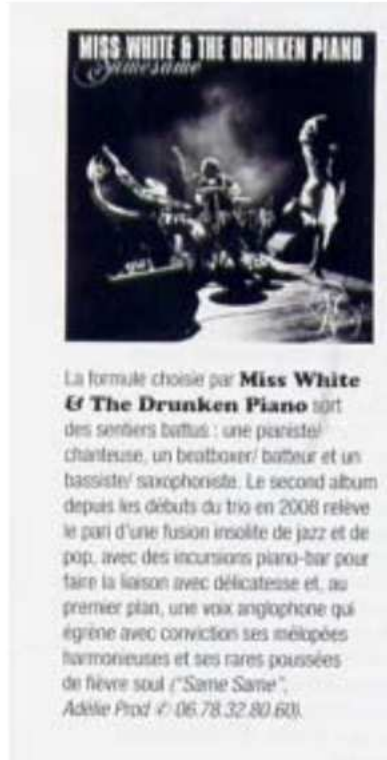 MISS WHITE & THE DRUNKEN PIANO
Samesame
La formule choisie par Miss White
& The Drunken Piano sort
des sentiers battus : une pianiste/
chanteuse, un beatboxer/ batteur et un
bassiste/ saxophoniste. Le second album
depuis les débuts du trio en 2008 relève
le pari d'une fusion insolite de jazz et de
pop, avec des incursions piano-bar pour
faire la liaison avec délicatesse et, au
premier plan, une voix anglophone qui
égrène avec conviction ses mélopées
harmonieuses et ses rares poussées
de fièvre soul ("Same Same",
Adélie Prod ✆ 06.78.32.80.60).